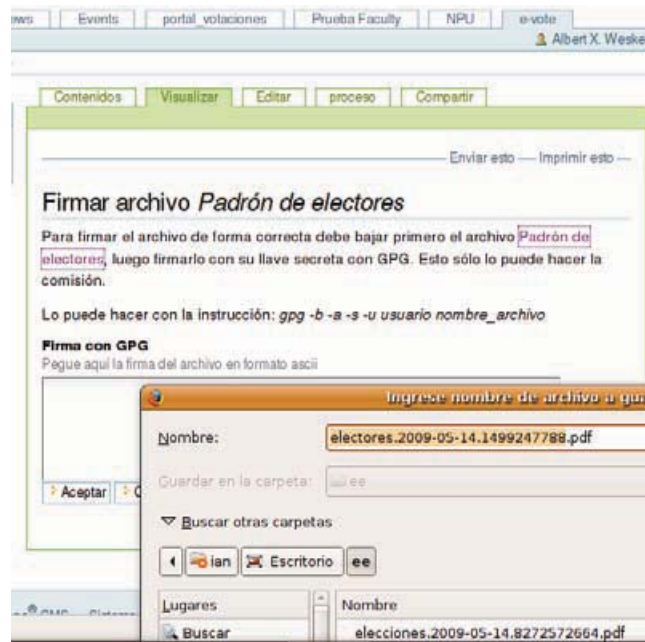 Events portal_votaciones Prueba Faculty NPU e-vote
Albert X. Weske
Contenidos Visualizar Editar proceso Compartir
Enviar esto — Imprimir esto —
Firmar archivo Padrón de electores
Para firmar el archivo de forma correcta debe bajar primero el archivo Padrón de
electores, luego firmarlo con su llave secreta con GPG. Esto sólo lo puede hacer la
comisión.
Lo puede hacer con la instrucción: gpg -b -a -s -u usuario nombre_archivo
Firma con GPG
Pegue aquí la firma del archivo en formato ascii
Ingrese nombre de archivo a gua
Nombre: electores.2009-05-14.1499247788.pdf
Guardar en la carpeta: ee
Aceptar
Buscar otras carpetas
ian Escritorio ee
Lugares Nombre
Buscar elecciones.2009-05-14.8272572664.pdf